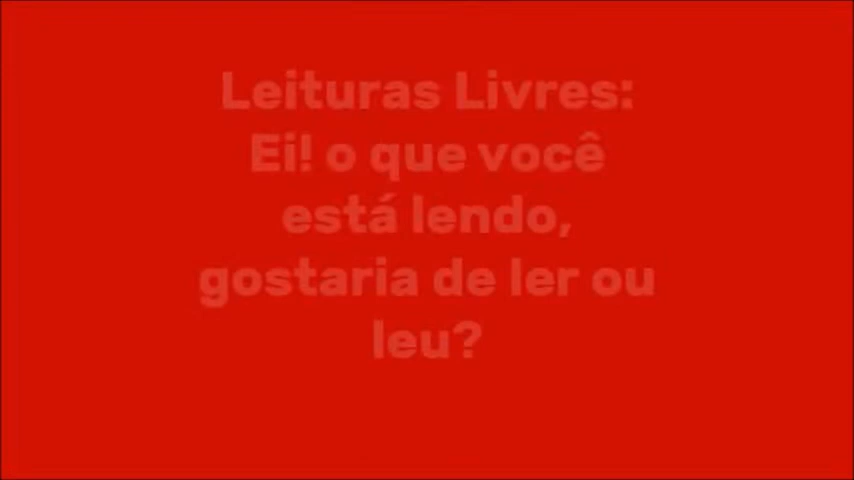 Leituras Livres:
Ei! o que você
está lendo,
gostaria de ler ou
leu?